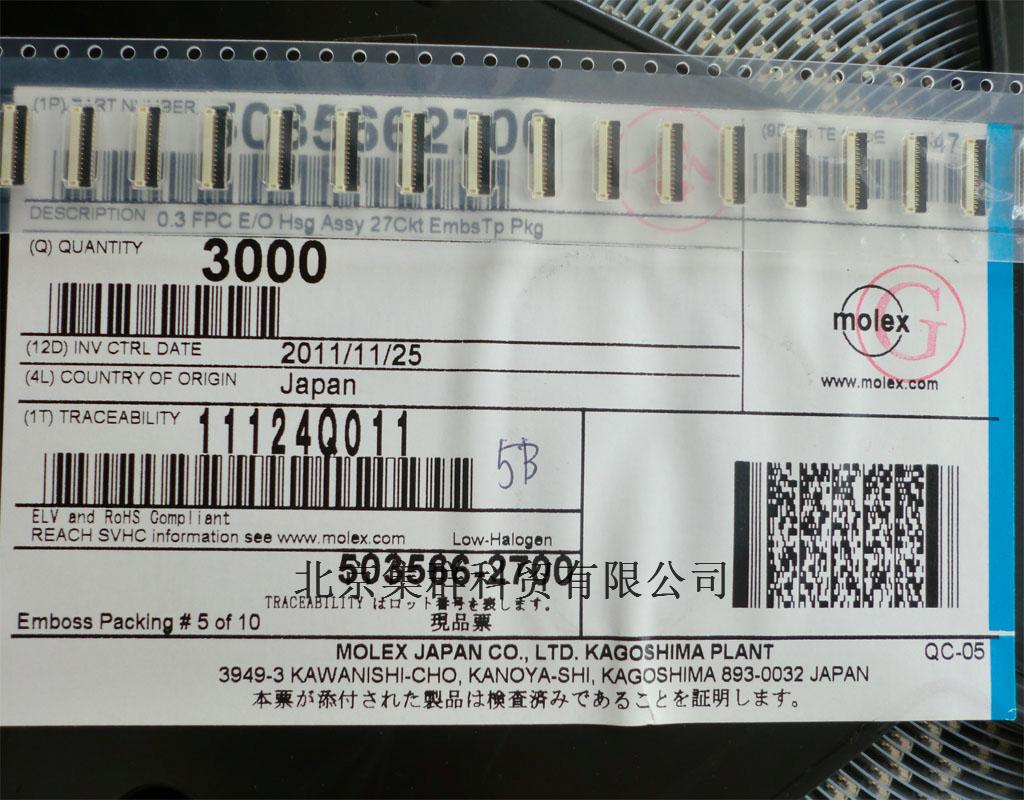 (1P) PART NUMBER
5035662700
DESCRIPTION 0.3 FPC E/O Hsg Assy 27Ckt EmbsTp Pkg
(Q) QUANTITY 3000
(12D) INV CTRL DATE 2011/11/25
(4L) COUNTRY OF ORIGIN Japan
molex
G
www.molex.com
(1T) TRACEABILITY 11124Q011
5B
ELV and RoHS Compliant
REACH SVHC information see www.molex.com Low-Halogen
503566-2700
北京集群科贸有限公司
TRACEABILITY はロット番号を表します。
Emboss Packing # 5 of 10 現品票
MOLEX JAPAN CO., LTD. KAGOSHIMA PLANT QC-05
3949-3 KAWANISHI-CHO, KANOYA-SHI, KAGOSHIMA 893-0032 JAPAN
本票が添付された製品は検査済みであることを証明します。